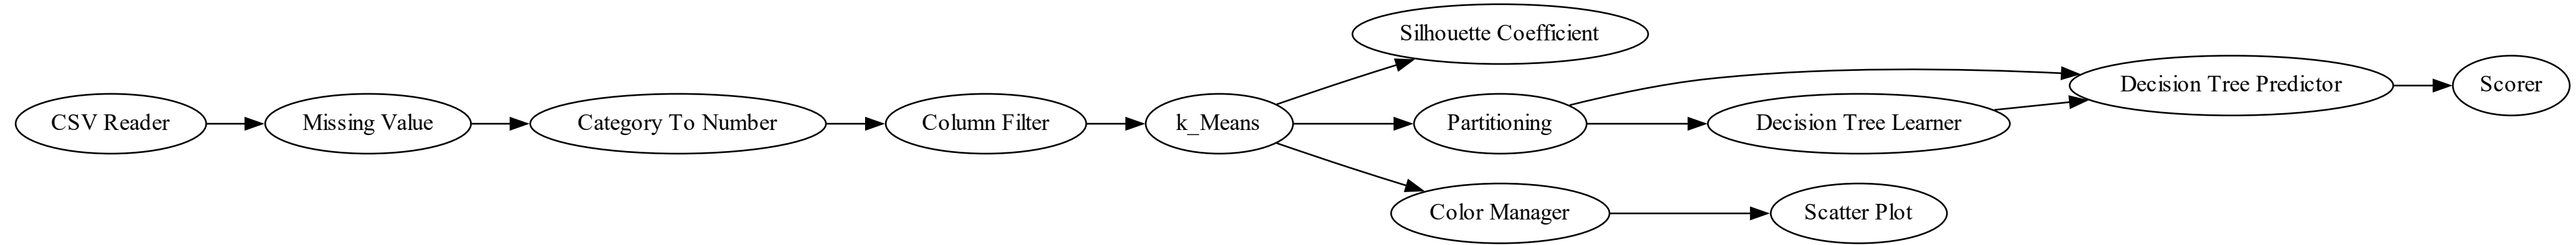 CSV Reader
Missing Value
Category To Number
Column Filter
k_Means
Silhouette Coefficient
Partitioning
Color Manager
Decision Tree Learner
Scatter Plot
Decision Tree Predictor
Scorer